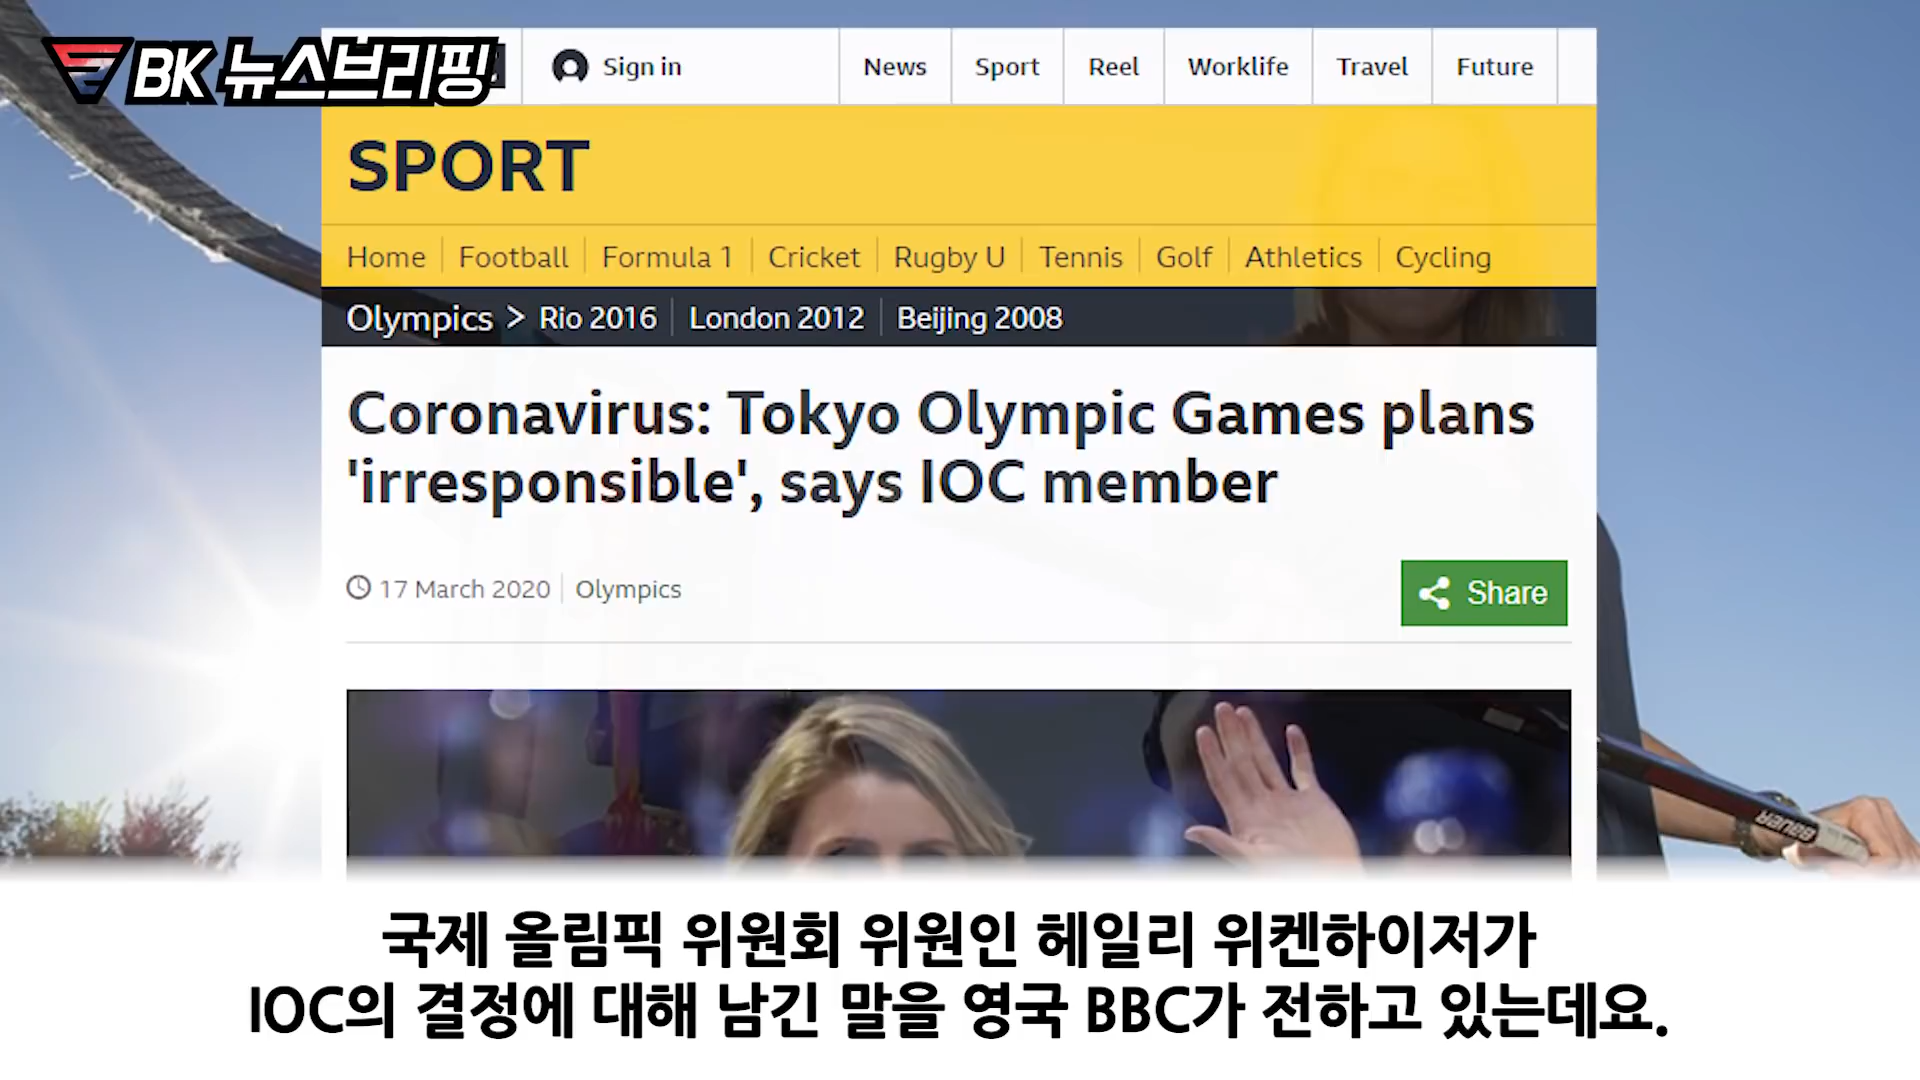 BK 뉴스브리핑
Sign in
News
Sport
Reel
Worklife
Travel
Future
SPORT
Home
Football
Formula 1
Cricket
Rugby U
Tennis
Golf
Athletics
Cycling
Olympics > Rio 2016
London 2012
Beijing 2008
Coronavirus: Tokyo Olympic Games plans
'irresponsible', says IOC member
17 March 2020
Olympics
Share
BAUER
국제 올림픽 위원회 위원인 헤일리 위켄하이저가
IOC의 결정에 대해 남긴 말을 영국 BBC가 전하고 있는데요.